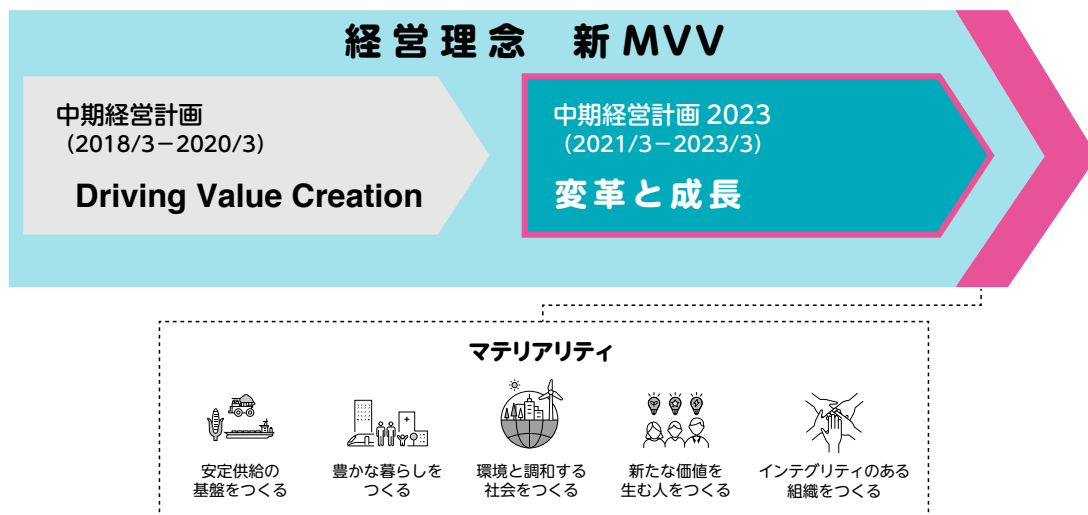 経営理念 新MVV
中期経営計画
（2018/3－2020/3）
Driving Value Creation
中期経営計画 2023
（2021/3－2023/3）
変革と成長
マテリアリティ
安定供給の
基盤をつくる
豊かな暮らしを
つくる
環境と調和する
社会をつくる
新たな価値を
生む人をつくる
インテグリティのある
組織をつくる